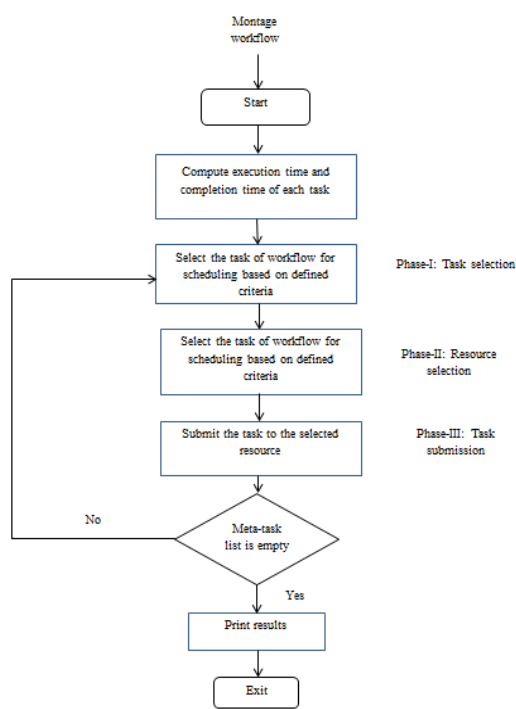 Montage
workflow
Start
Compute execution time and
completion time of each task
Select the task of workflow for
scheduling based on defined
criteria
Phase-I: Task selection
Select the task of workflow for
scheduling based on defined
criteria
Phase-II: Resource
selection
Submit the task to the selected
resource
Phase-III: Task
submission
Meta-task
list is empty
No
Yes
Print results
Exit